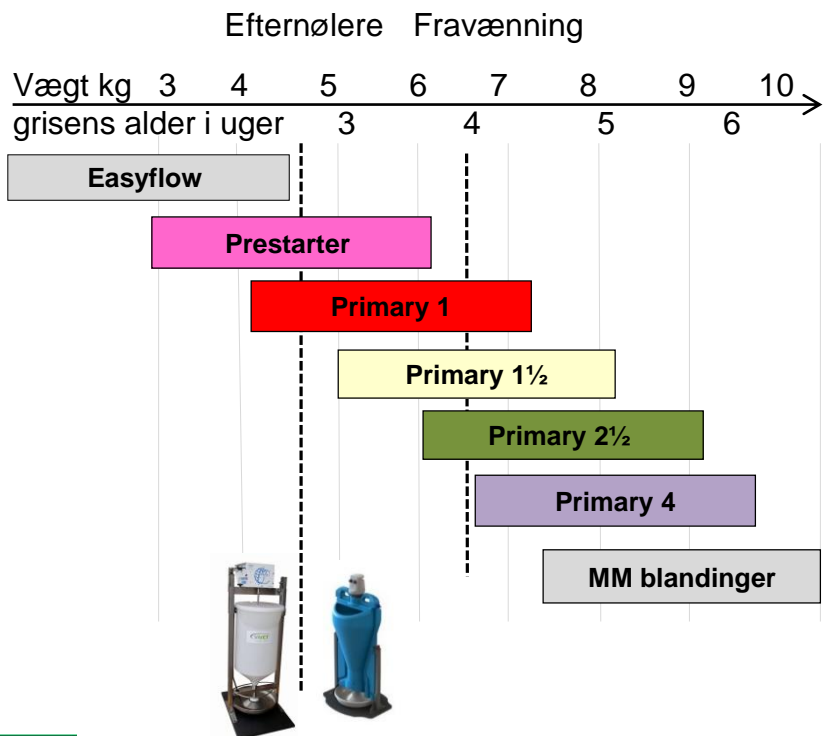 Efternølere Fravænning
Vægt kg 3 4 5 6 7 8 9 10
grisens alder i uger 3 4 5 6
Easyflow
Prestarter
Primary 1
Primary 1½
Primary 2½
Primary 4
MM blandinger